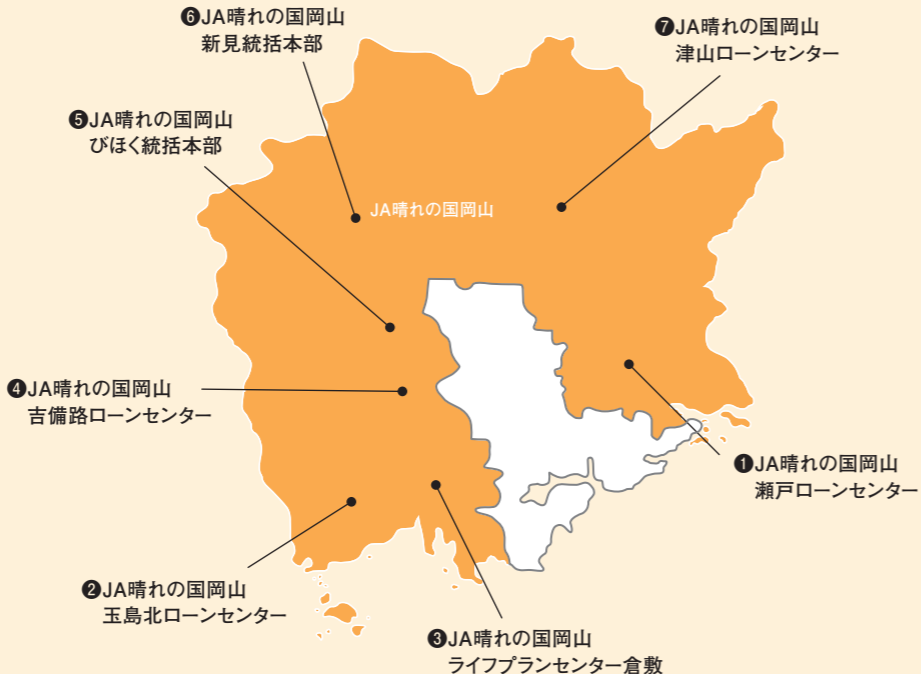 ❻JA晴れの国岡山
新見統括本部
❼JA晴れの国岡山
津山ローンセンター
❺JA晴れの国岡山
びほく統括本部
JA晴れの国岡山
❹JA晴れの国岡山
吉備路ローンセンター
❶JA晴れの国岡山
瀬戸ローンセンター
❷JA晴れの国岡山
玉島北ローンセンター
❸JA晴れの国岡山
ライフプランセンター倉敷